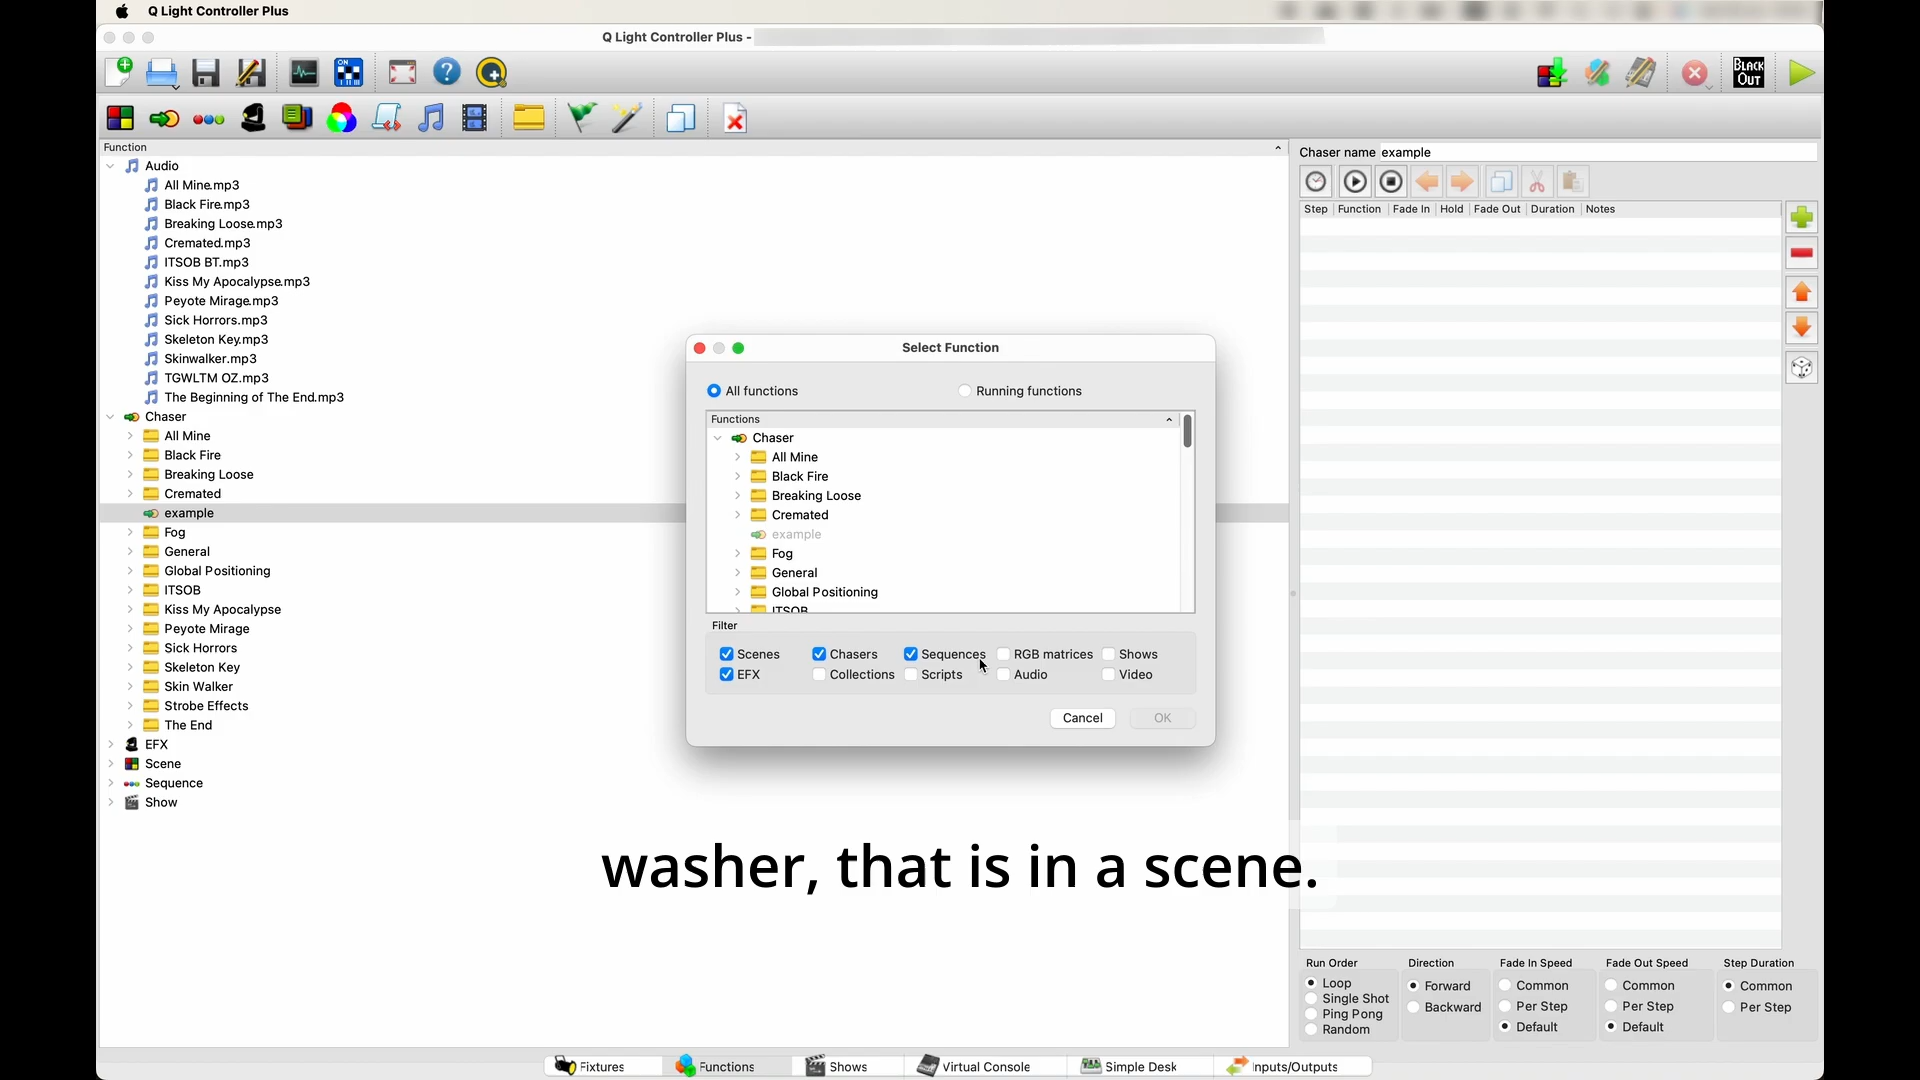 Q Light Controller Plus
Q Light Controller Plus -
ON
BLACK
OUT
Function
Audio
All Mine.mp3
Black Fire.mp3
Breaking Loose.mp3
Cremated.mp3
ITSOB BT.mp3
Kiss My Apocalypse.mp3
Peyote Mirage.mp3
Sick Horrors.mp3
Skeleton Key.mp3
Skinwalker.mp3
TGWLTM OZ.mp3
The Beginning of The End.mp3
Chaser
All Mine
Black Fire
Breaking Loose
Cremated
example
Fog
General
Global Positioning
ITSOB
Kiss My Apocalypse
Peyote Mirage
Sick Horrors
Skeleton Key
Skin Walker
Strobe Effects
The End
EFX
Scene
Sequence
Show
Select Function
All functions
Running functions
Functions
Chaser
All Mine
Black Fire
Breaking Loose
Cremated
example
Fog
General
Global Positioning
ITSOB
Filter
Scenes Chasers Sequences RGB matrices Shows
EFX Collections Scripts Audio Video
Cancel OK
Chaser name example
Step Function Fade In Hold Fade Out Duration Notes
washer, that is in a scene.
Run Order Direction Fade In Speed Fade Out Speed Step Duration
Loop Forward Common Common Common
Single Shot
Ping Pong Backward Per Step Per Step Per Step
Random Default Default
Fixtures Functions Shows Virtual Console Simple Desk Inputs/Outputs